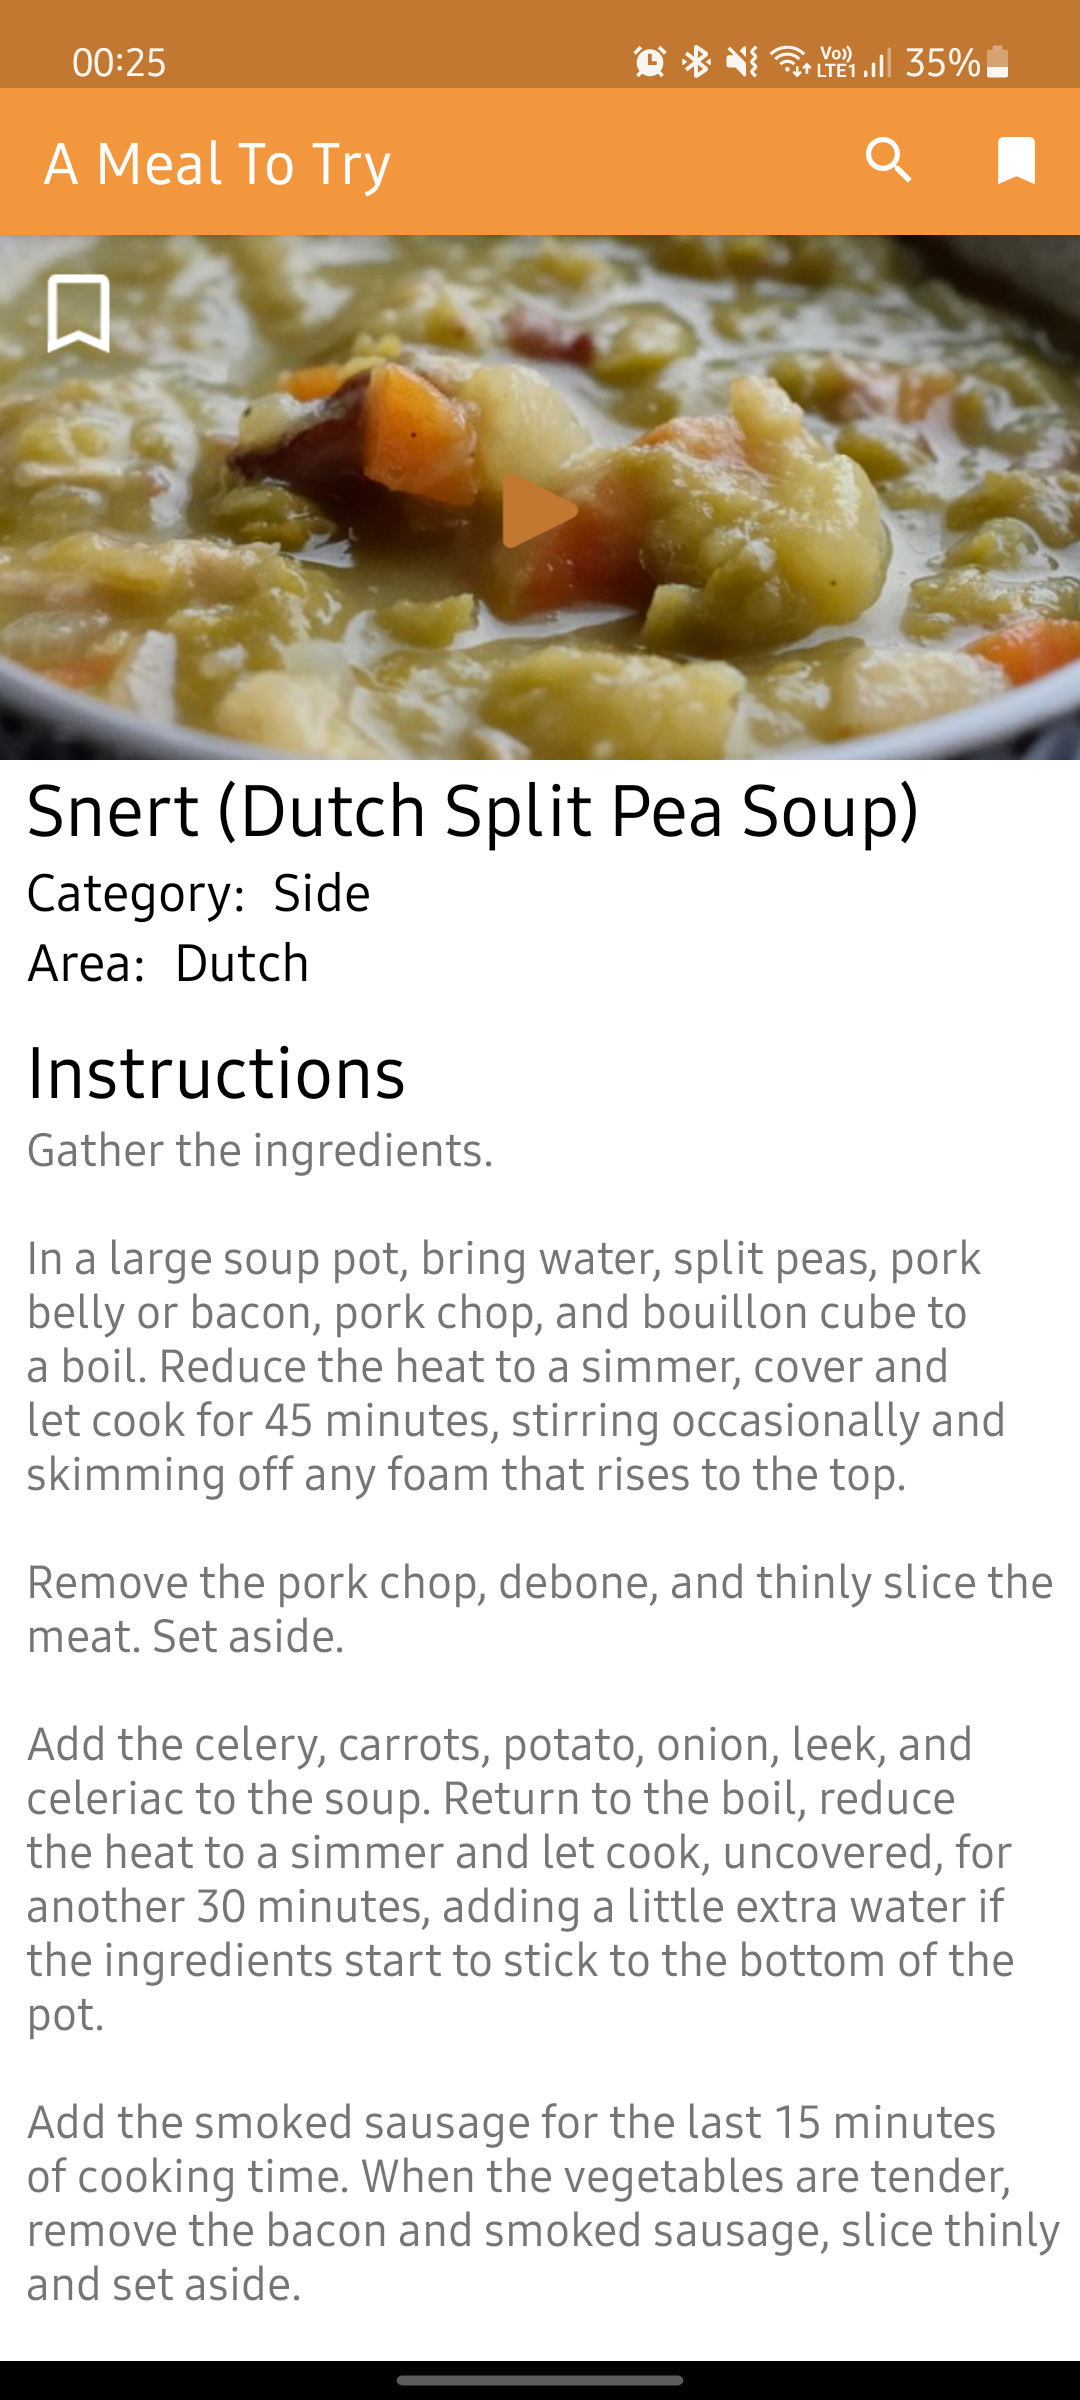 00:25
Vo))
LTE1
35%
A Meal To Try
Snert (Dutch Split Pea Soup)
Category: Side
Area: Dutch
Instructions
Gather the ingredients.
In a large soup pot, bring water, split peas, pork
belly or bacon, pork chop, and bouillon cube to
a boil. Reduce the heat to a simmer, cover and
let cook for 45 minutes, stirring occasionally and
skimming off any foam that rises to the top.
Remove the pork chop, debone, and thinly slice the
meat. Set aside.
Add the celery, carrots, potato, onion, leek, and
celeriac to the soup. Return to the boil, reduce
the heat to a simmer and let cook, uncovered, for
another 30 minutes, adding a little extra water if
the ingredients start to stick to the bottom of the
pot.
Add the smoked sausage for the last 15 minutes
of cooking time. When the vegetables are tender,
remove the bacon and smoked sausage, slice thinly
and set aside.